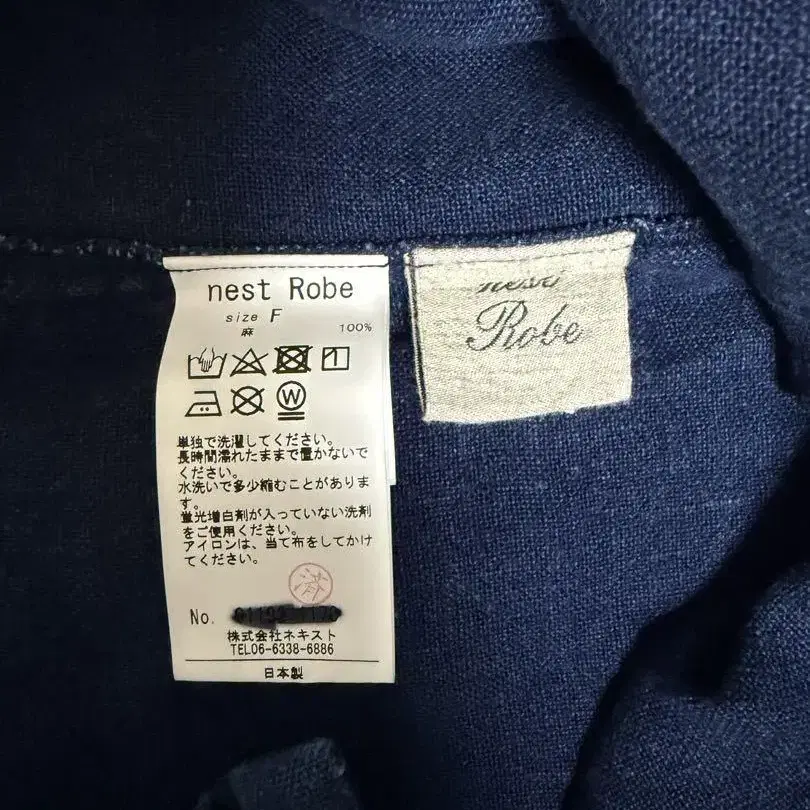 nest Robe
size F
麻 100%
W
単独で洗濯してください。
長時間濡れたままで置かないで
ください。
水洗いで多少縮むことがありま
す。
蛍光増白剤が入っていない洗剤
をご使用ください。
アイロンは、当て布をしてかけ
てください。
済
No.
株式会社ネキスト
TEL06-6338-6886
日本製
nest
Robe